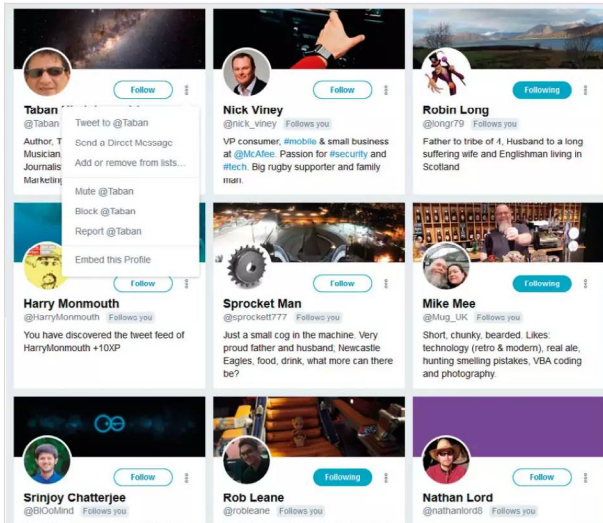 Follow
Taban
@Taban
Author, T
Musician,
Journalis
Marketing
Tweet to @Taban
Send a Direct Message
Add or remove from lists...
Mute @Taban
Block @Taban
Report @Taban
Embed this Profile
Follow
Nick Viney
@nick_viney Follows you
VP consumer, #mobile & small business
at @McAfee. Passion for #security and
#tech. Big rugby supporter and family
man.
Following
Robin Long
@longr79 Follows you
Father to tribe of 4, Husband to a long
suffering wife and Englishman living in
Scotland
Follow
Harry Monmouth
@HarryMonmouth Follows you
You have discovered the tweet feed of
HarryMonmouth +10XP
Follow
Sprocket Man
@sprockett777 Follows you
Just a small cog in the machine. Very
proud father and husband, Newcastle
Eagles, food, drink, what more can there
be?
Following
Mike Mee
@Mug_UK Follows you
Short, chunky, bearded. Likes:
technology (retro & modern), real ale,
hunting smelling pistakes, VBA coding
and photography.
Follow
Srinjoy Chatterjee
@BlOoMind Follows you
Following
Rob Leane
@robleane Follows you
Follow
Nathan Lord
@nathanlord8 Follows you